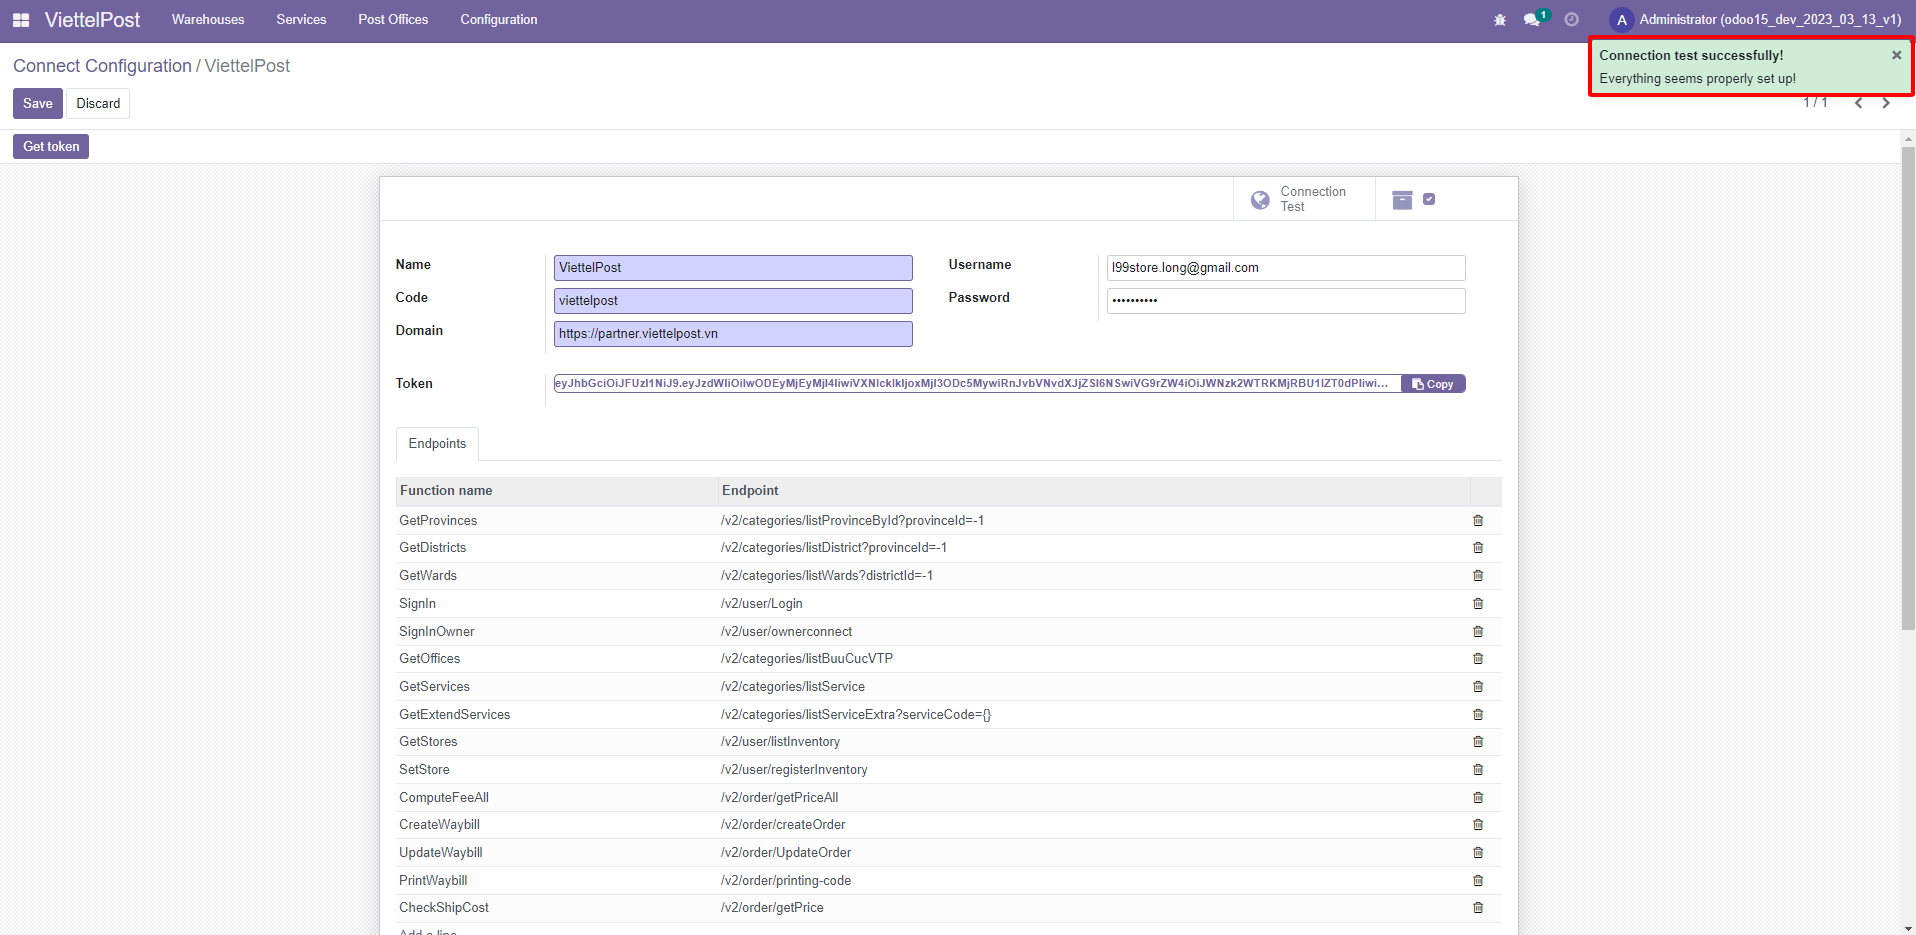 ViettelPost Warehouses Services Post Offices Configuration 1 A Administrator (odoo15_dev_2023_03_13_v1)
Connect Configuration / ViettelPost
Connection test successfully! ×
Everything seems properly set up!
Save Discard
1 / 1
Get token
Connection
Test
Name ViettelPost Username l99store.long@gmail.com
Code viettelpost Password ••••••••••
Domain https://partner.viettelpost.vn
Token Copy
Endpoints
Function name Endpoint
GetProvinces /v2/categories/listProvinceById?provinceId=-1
GetDistricts /v2/categories/listDistrict?provinceId=-1
GetWards /v2/categories/listWards?districtId=-1
SignIn /v2/user/Login
SignInOwner /v2/user/ownerconnect
GetOffices /v2/categories/listBuuCucVTP
GetServices /v2/categories/listService
GetExtendServices /v2/categories/listServiceExtra?serviceCode={}
GetStores /v2/user/listInventory
SetStore /v2/user/registerInventory
ComputeFeeAll /v2/order/getPriceAll
CreateWaybill /v2/order/createOrder
UpdateWaybill /v2/order/UpdateOrder
PrintWaybill /v2/order/printing-code
CheckShipCost /v2/order/getPrice
Add a line